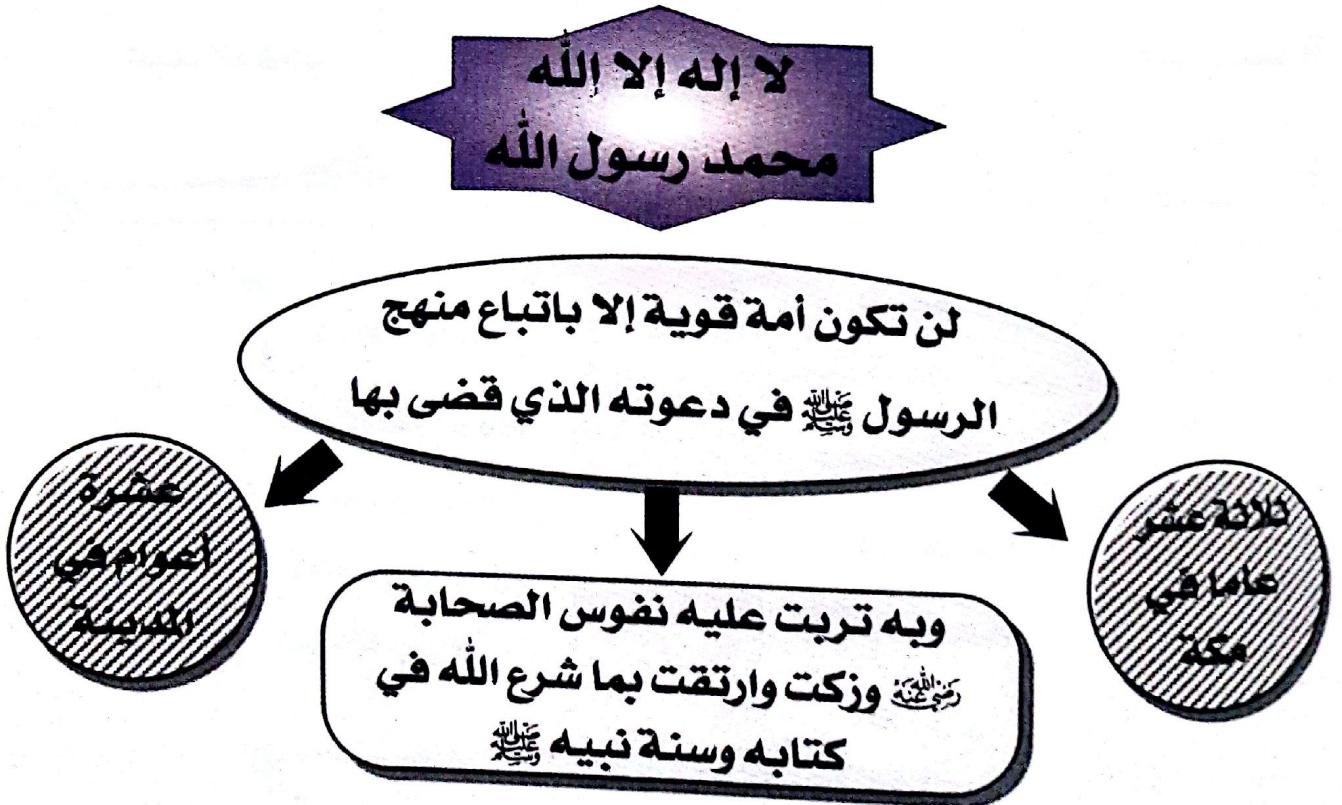 لا إله إلا الله
محمد رسول الله
لن تكون أمة قوية إلا باتباع منهج
الرسول ﷺ في دعوته الذي قضى بها
ثلاثة عشر
عاما في
مكة
وبه تربت عليه نفوس الصحابة
رضي الله عنهم وزكت وارتقت بما شرع الله في
كتابه وسنة نبيه ﷺ
عشرة
أعوام في
المدينة